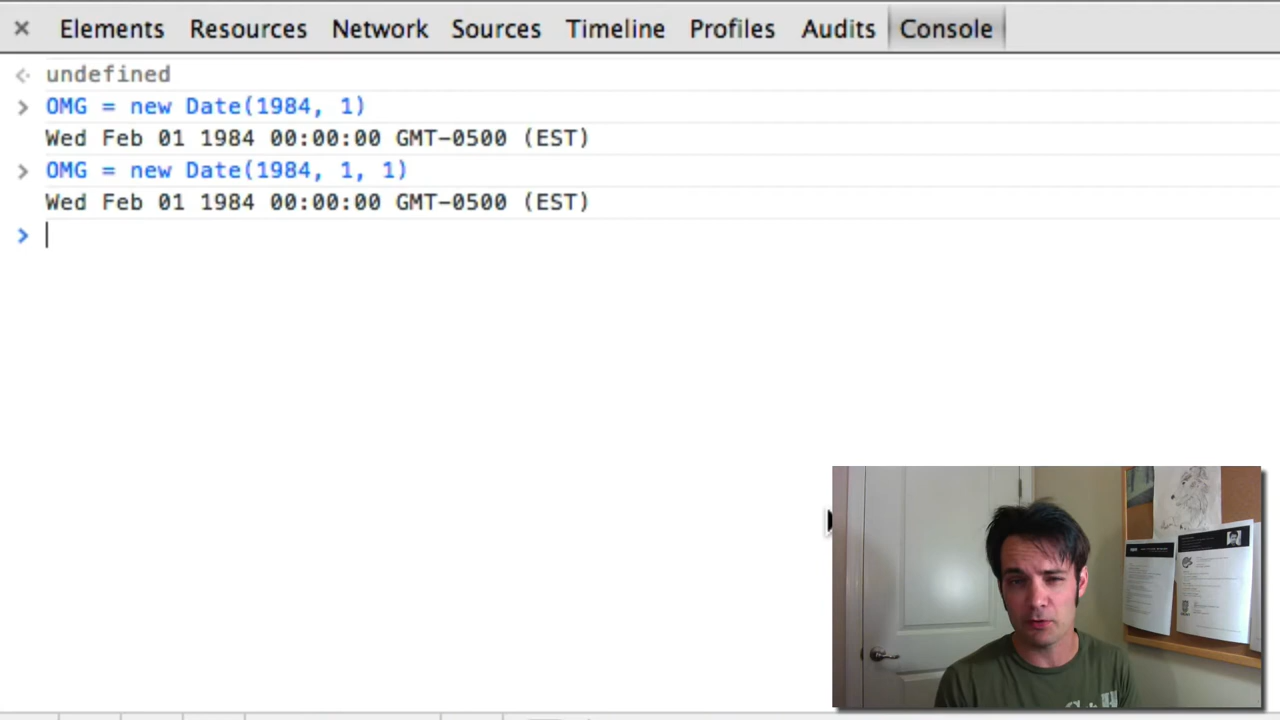 × Elements Resources Network Sources Timeline Profiles Audits Console
undefined
OMG = new Date(1984, 1)
Wed Feb 01 1984 00:00:00 GMT-0500 (EST)
OMG = new Date(1984, 1, 1)
Wed Feb 01 1984 00:00:00 GMT-0500 (EST)